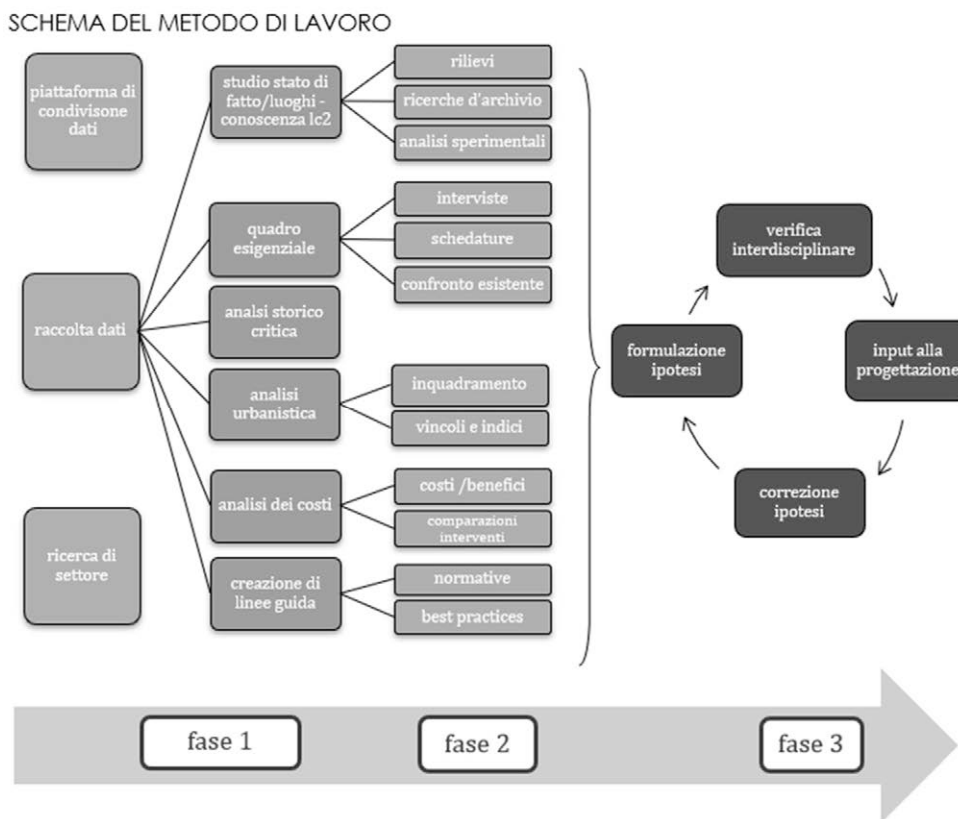 SCHEMA DEL METODO DI LAVORO
piattaforma di
condivisone
dati
raccolta dati
ricerca di
settore
studio stato di
fatto/luoghi -
conoscenza lc2
quadro
esigenziale
analsi storico
critica
analisi
urbanistica
analisi dei costi
creazione di
linee guida
rilievi
ricerche d'archivio
analisi sperimentali
interviste
schedature
confronto esistente
inquadramento
vincoli e indici
costi /benefici
comparazioni
interventi
normative
best practices
verifica
interdisciplinare
formulazione
ipotesi
input alla
progettazione
correzione
ipotesi
fase 1
fase 2
fase 3